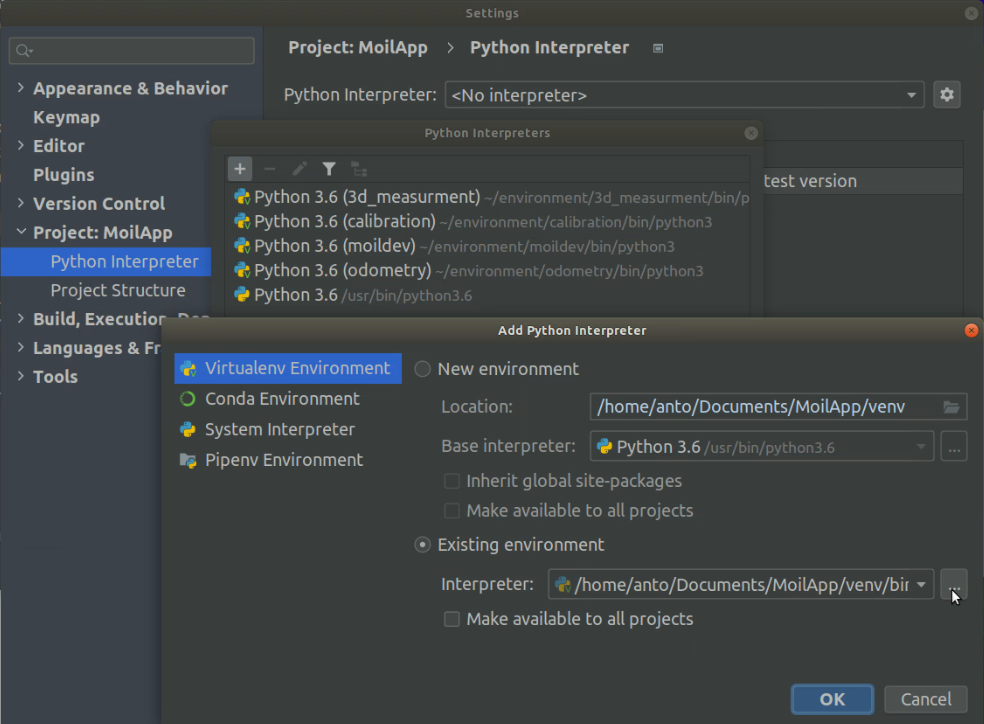 Settings
Project: MoilApp > Python Interpreter
Appearance & Behavior
Keymap
Editor
Plugins
Version Control
Project: MoilApp
Python Interpreter
Project Structure
Build, Execution,
Languages & Fr
Tools
Python Interpreter: <No interpreter>
test version
Python Interpreters
Python 3.6 (3d_measurment) ~/environment/3d_measurment/bin/p
Python 3.6 (calibration) ~/environment/calibration/bin/python3
Python 3.6 (moildev) ~/environment/moildev/bin/python3
Python 3.6 (odometry) ~/environment/odometry/bin/python3
Python 3.6 /usr/bin/python3.6
Add Python Interpreter
Virtualenv Environment
Conda Environment
System Interpreter
Pipenv Environment
New environment
Location: /home/anto/Documents/MoilApp/venv
Base interpreter: Python 3.6 /usr/bin/python3.6 ...
Inherit global site-packages
Make available to all projects
Existing environment
Interpreter: /home/anto/Documents/MoilApp/venv/bin ...
Make available to all projects
OK Cancel